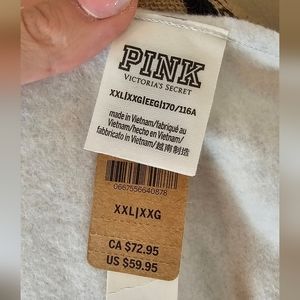 PINK
VICTORIA'S SECRET
XXL|XXG|EEG|170/116A
made in Vietnam/fabriqué au
Vietnam/hecho en Vietnam/
fabbricato in Vietnam/越南制造
0667556640878
XXL|XXG
CA $72.95
US $59.95